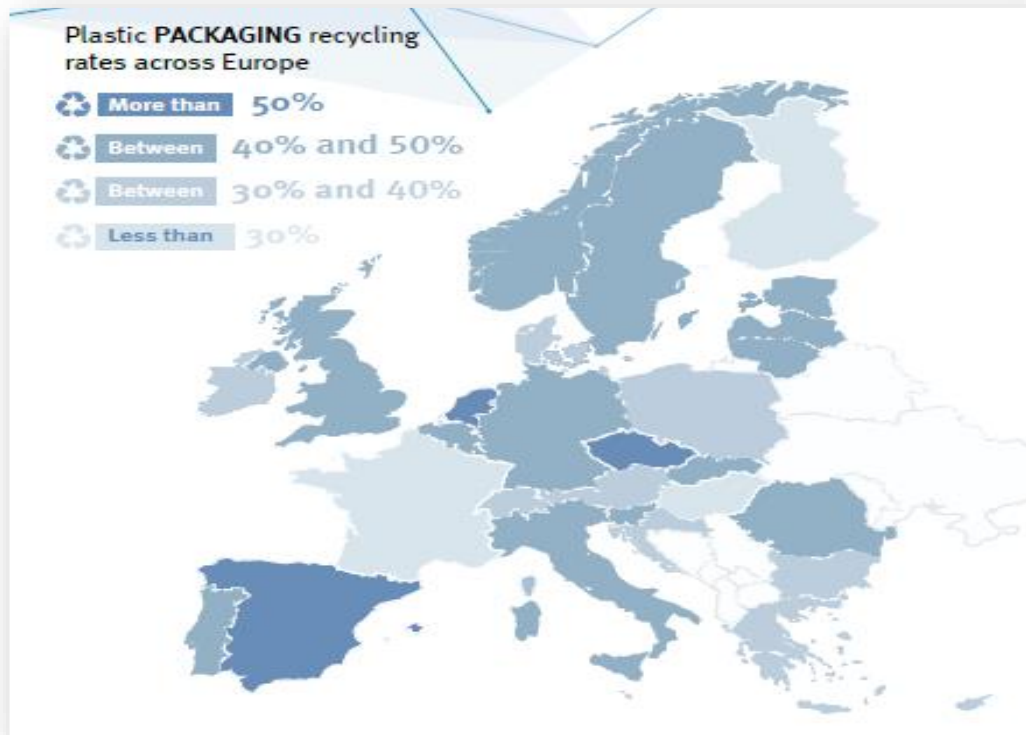 Plastic PACKAGING recycling
rates across Europe
More than 50%
Between 40% and 50%
Between 30% and 40%
Less than 30%